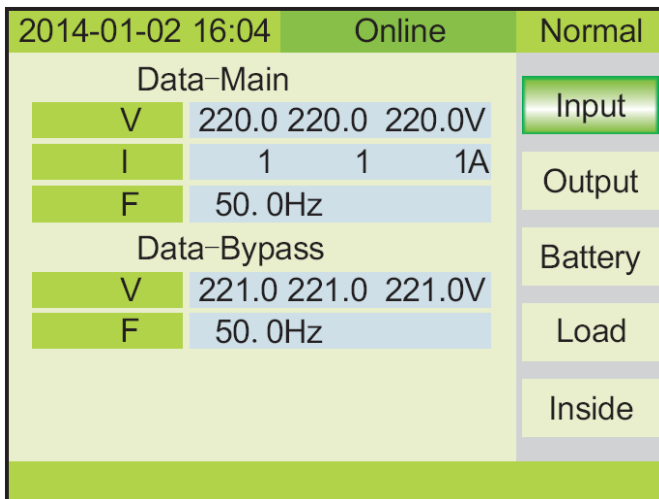 2014-01-02 16:04 Online Normal
Data-Main
V 220.0 220.0 220.0V
I 1 1 1A
F 50.0Hz
Data-Bypass
V 221.0 221.0 221.0V
F 50.0Hz
Input
Output
Battery
Load
Inside